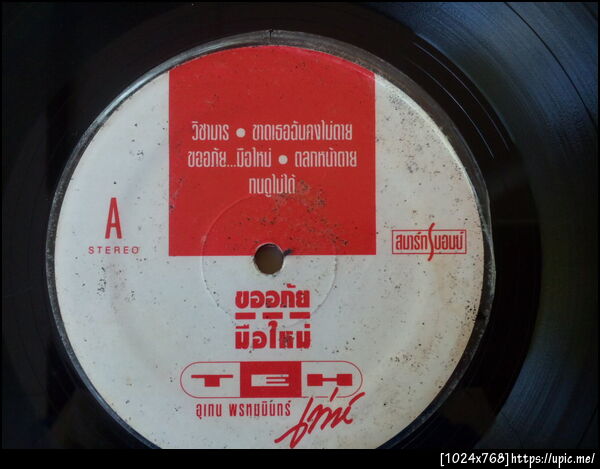 วิชามาร • ขาดเธอฉันคงไม่ตาย
ขออภัย...มือใหม่ • ตลกหน้าตาย
ทนดูไม่ได้
A
STEREO
สมาร์ทบอมบ์
ขออภัย
มือใหม่
TEH
อุเทน พรหมมินทร์
เท่ห์
[1024x768]https://upic.me/